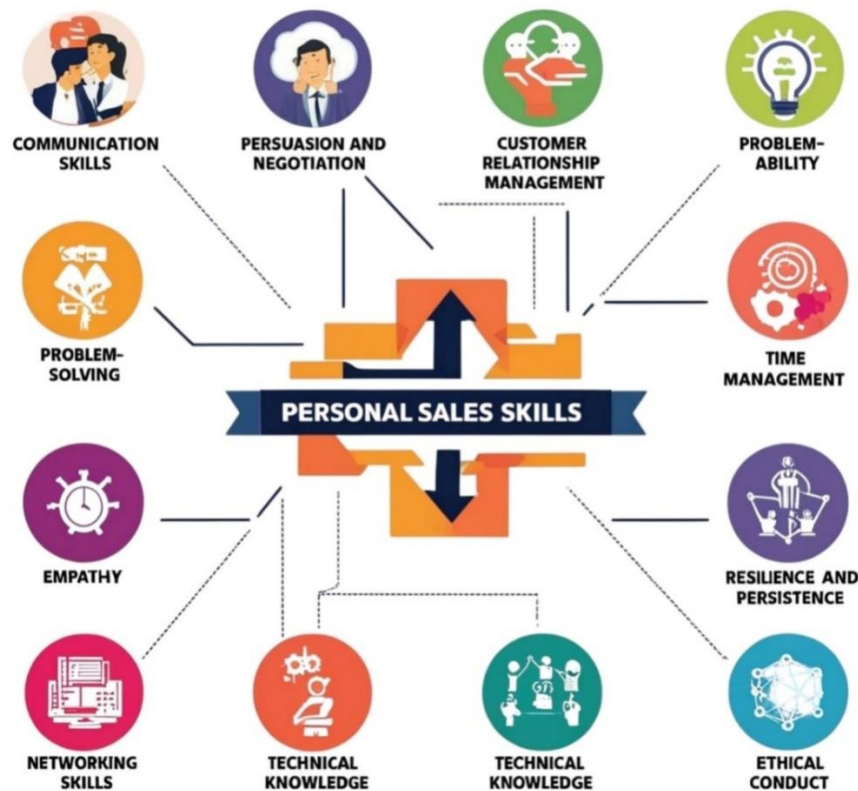 COMMUNICATION
SKILLS
PERSUASION AND
NEGOTIATION
CUSTOMER
RELATIONSHIP
MANAGEMENT
PROBLEM-
ABILITY
PROBLEM-
SOLVING
TIME
MANAGEMENT
PERSONAL SALES SKILLS
EMPATHY
RESILIENCE AND
PERSISTENCE
NETWORKING
SKILLS
TECHNICAL
KNOWLEDGE
TECHNICAL
KNOWLEDGE
ETHICAL
CONDUCT